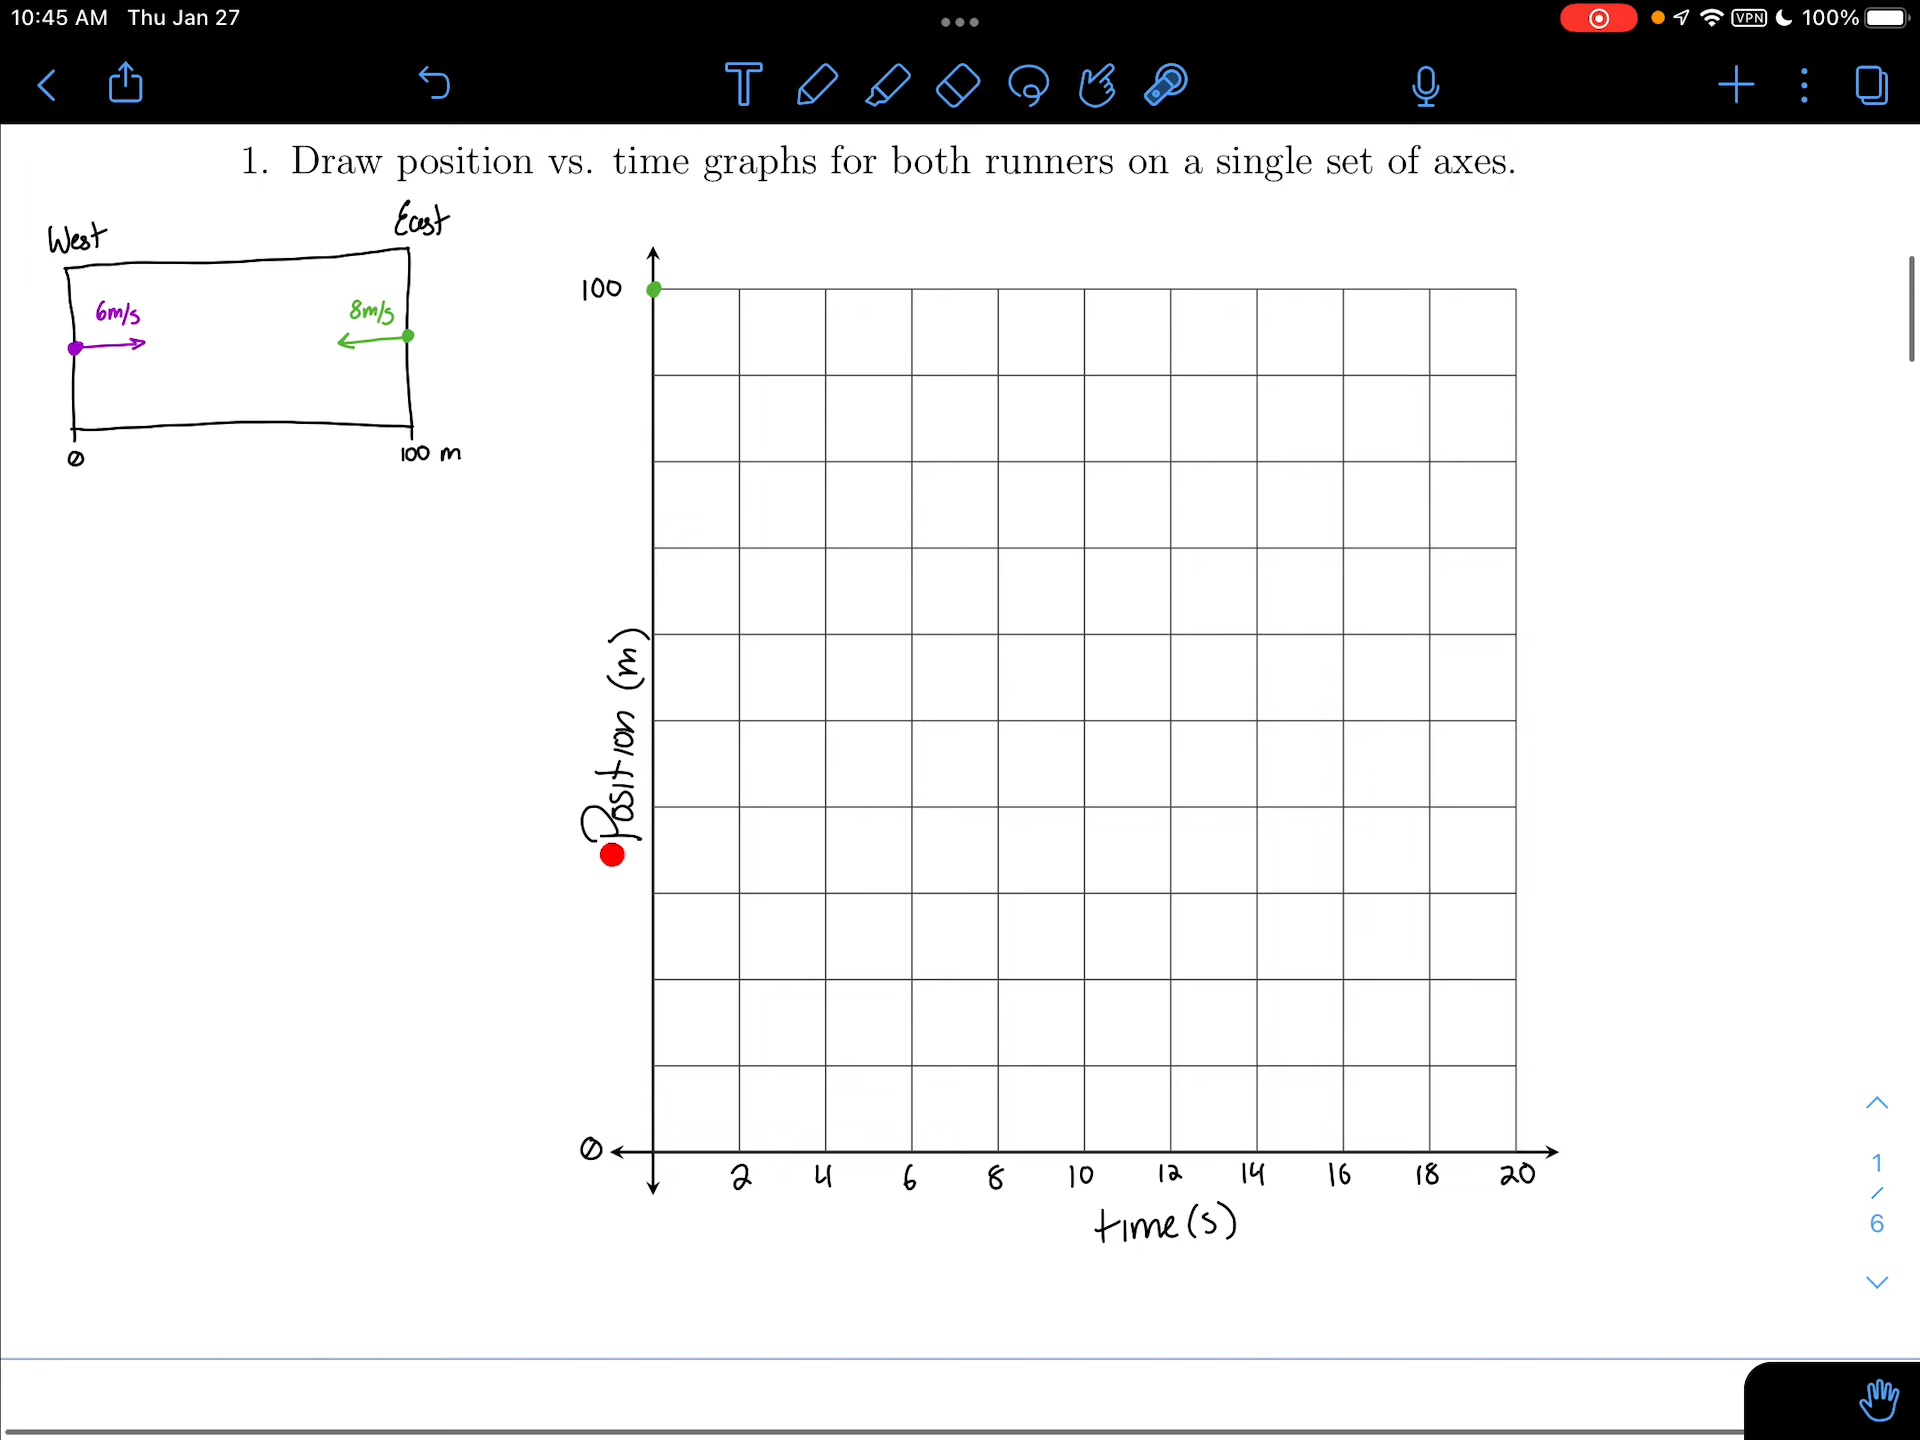 10:45 AM Thu Jan 27
VPN 100%
T
1. Draw position vs. time graphs for both runners on a single set of axes.
West
East
6m/s
8m/s
0
100 m
100
Position (m)
0
2 4 6 8 10 12 14 16 18 20
time (s)
1
/
6